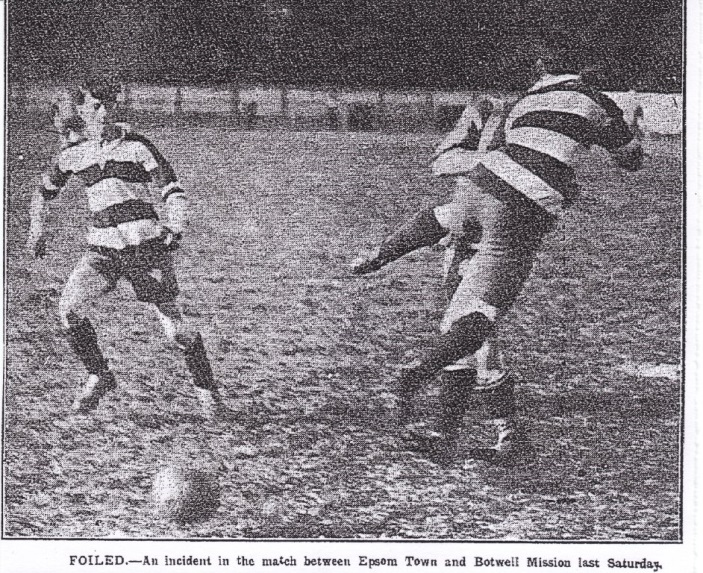 FOILED.—An incident in the match between Epsom Town and Botwell Mission last Saturday.